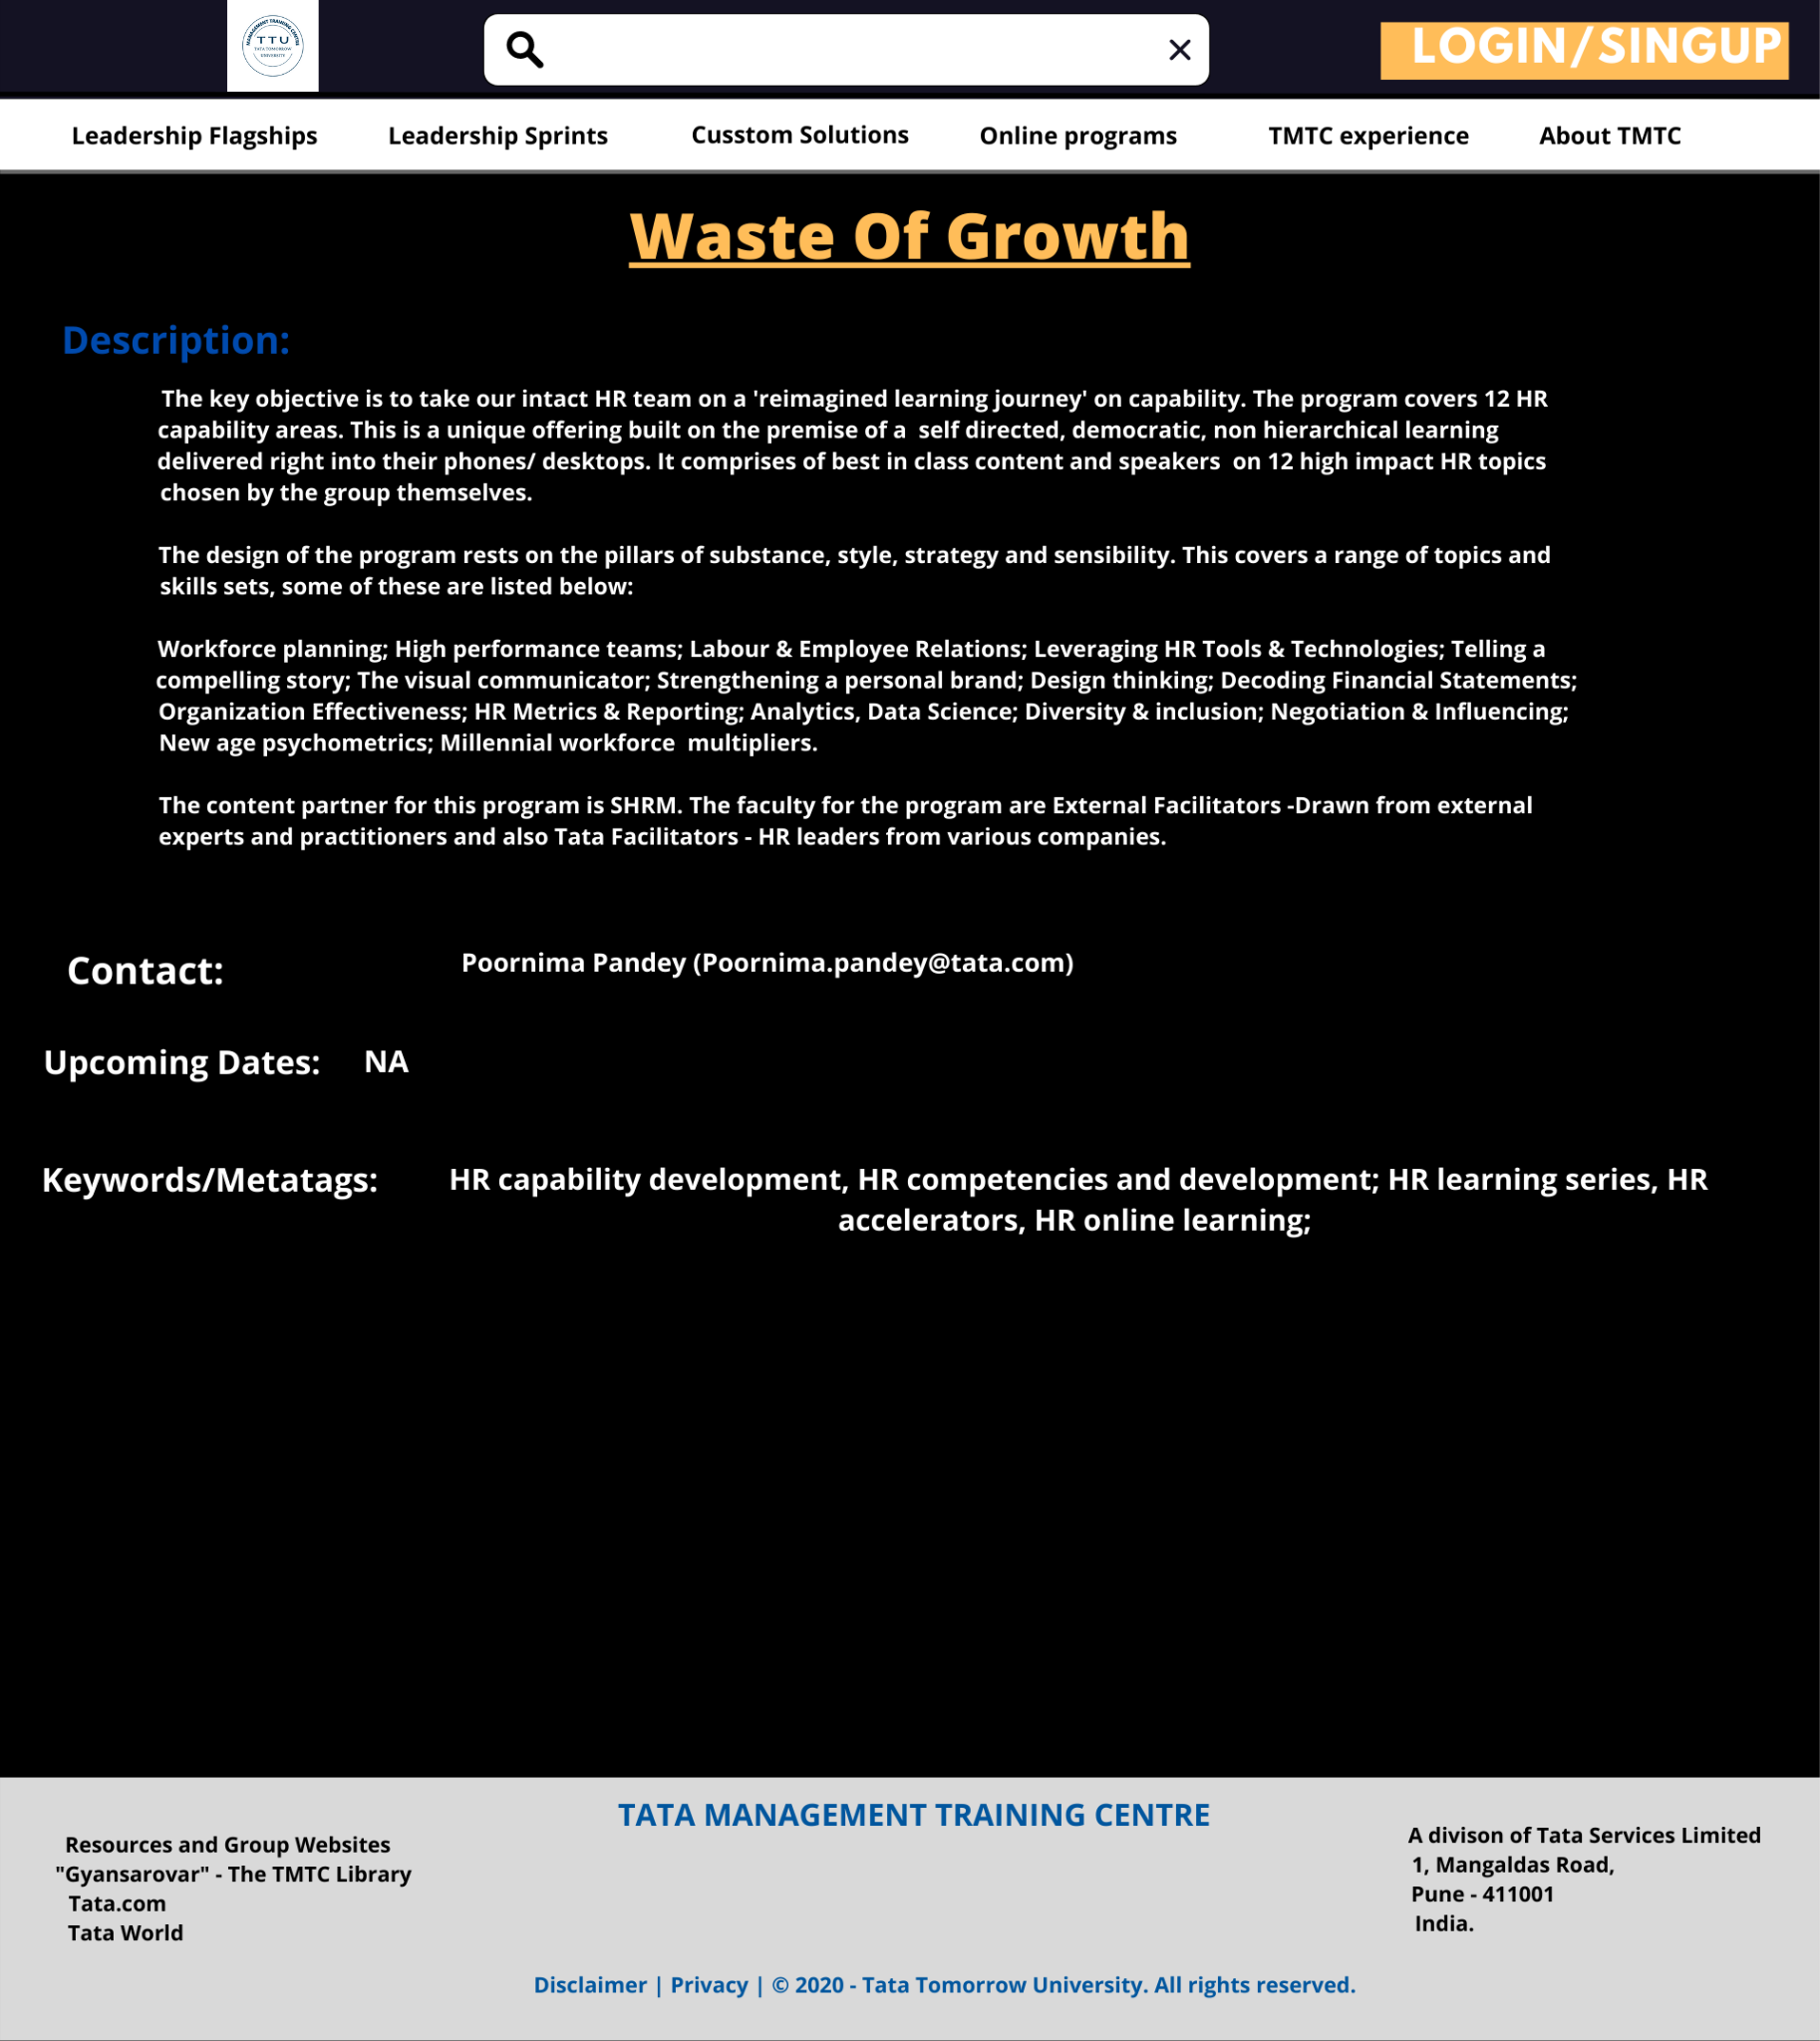 MANAGEMENT TRAINING CENTRE
TTU
TATA TOMORROW
UNIVERSITY
LOGIN/SINGUP
Leadership Flagships
Leadership Sprints
Cusstom Solutions
Online programs
TMTC experience
About TMTC
Waste Of Growth
Description:
The key objective is to take our intact HR team on a 'reimagined learning journey' on capability. The program covers 12 HR
capability areas. This is a unique offering built on the premise of a  self directed, democratic, non hierarchical learning
delivered right into their phones/ desktops. It comprises of best in class content and speakers  on 12 high impact HR topics
chosen by the group themselves.
The design of the program rests on the pillars of substance, style, strategy and sensibility. This covers a range of topics and
skills sets, some of these are listed below:
Workforce planning; High performance teams; Labour & Employee Relations; Leveraging HR Tools & Technologies; Telling a
compelling story; The visual communicator; Strengthening a personal brand; Design thinking; Decoding Financial Statements;
Organization Effectiveness; HR Metrics & Reporting; Analytics, Data Science; Diversity & inclusion; Negotiation & Influencing;
New age psychometrics; Millennial workforce  multipliers.
The content partner for this program is SHRM. The faculty for the program are External Facilitators -Drawn from external
experts and practitioners and also Tata Facilitators - HR leaders from various companies.
Contact:
Poornima Pandey (Poornima.pandey@tata.com)
Upcoming Dates:
NA
Keywords/Metatags:
HR capability development, HR competencies and development; HR learning series, HR
accelerators, HR online learning;
TATA MANAGEMENT TRAINING CENTRE
Resources and Group Websites
"Gyansarovar" - The TMTC Library
Tata.com
Tata World
A divison of Tata Services Limited
1, Mangaldas Road,
Pune - 411001
India.
Disclaimer | Privacy | © 2020 - Tata Tomorrow University. All rights reserved.